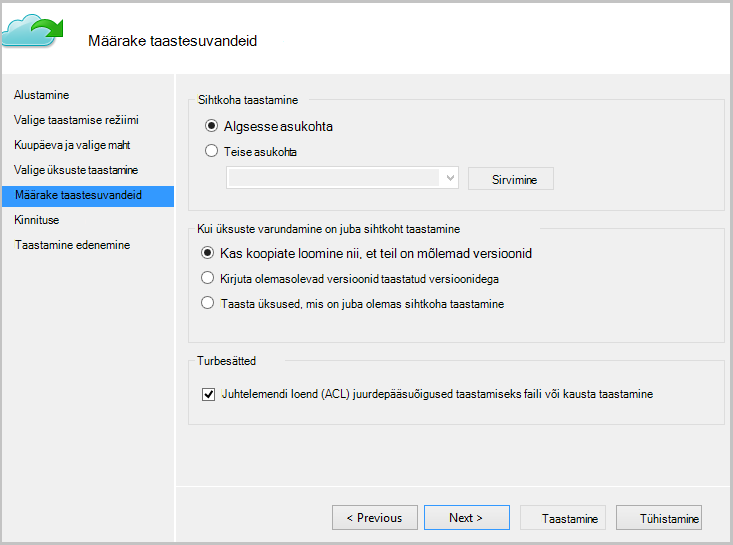 Määrake taastesuvandeid
Alustamine
Valige taastamise režiimi
Kuupäeva ja valige maht
Valige üksuste taastamine
Määrake taastesuvandeid
Kinnituse
Taastamine edenemine
Sihtkoha taastamine
Algsesse asukohta
Teise asukohta
Sirvimine
Kui üksuste varundamine on juba sihtkoht taastamine
Kas koopiate loomine nii, et teil on mõlemad versioonid
Kirjuta olemasolevad versioonid taastatud versioonidega
Taasta üksused, mis on juba olemas sihtkoha taastamine
Turbesätted
Juhtelemendi loend (ACL) juurdepääsuõigused taastamiseks faili või kausta taastamine
< Previous
Next >
Taastamine
Tühistamine